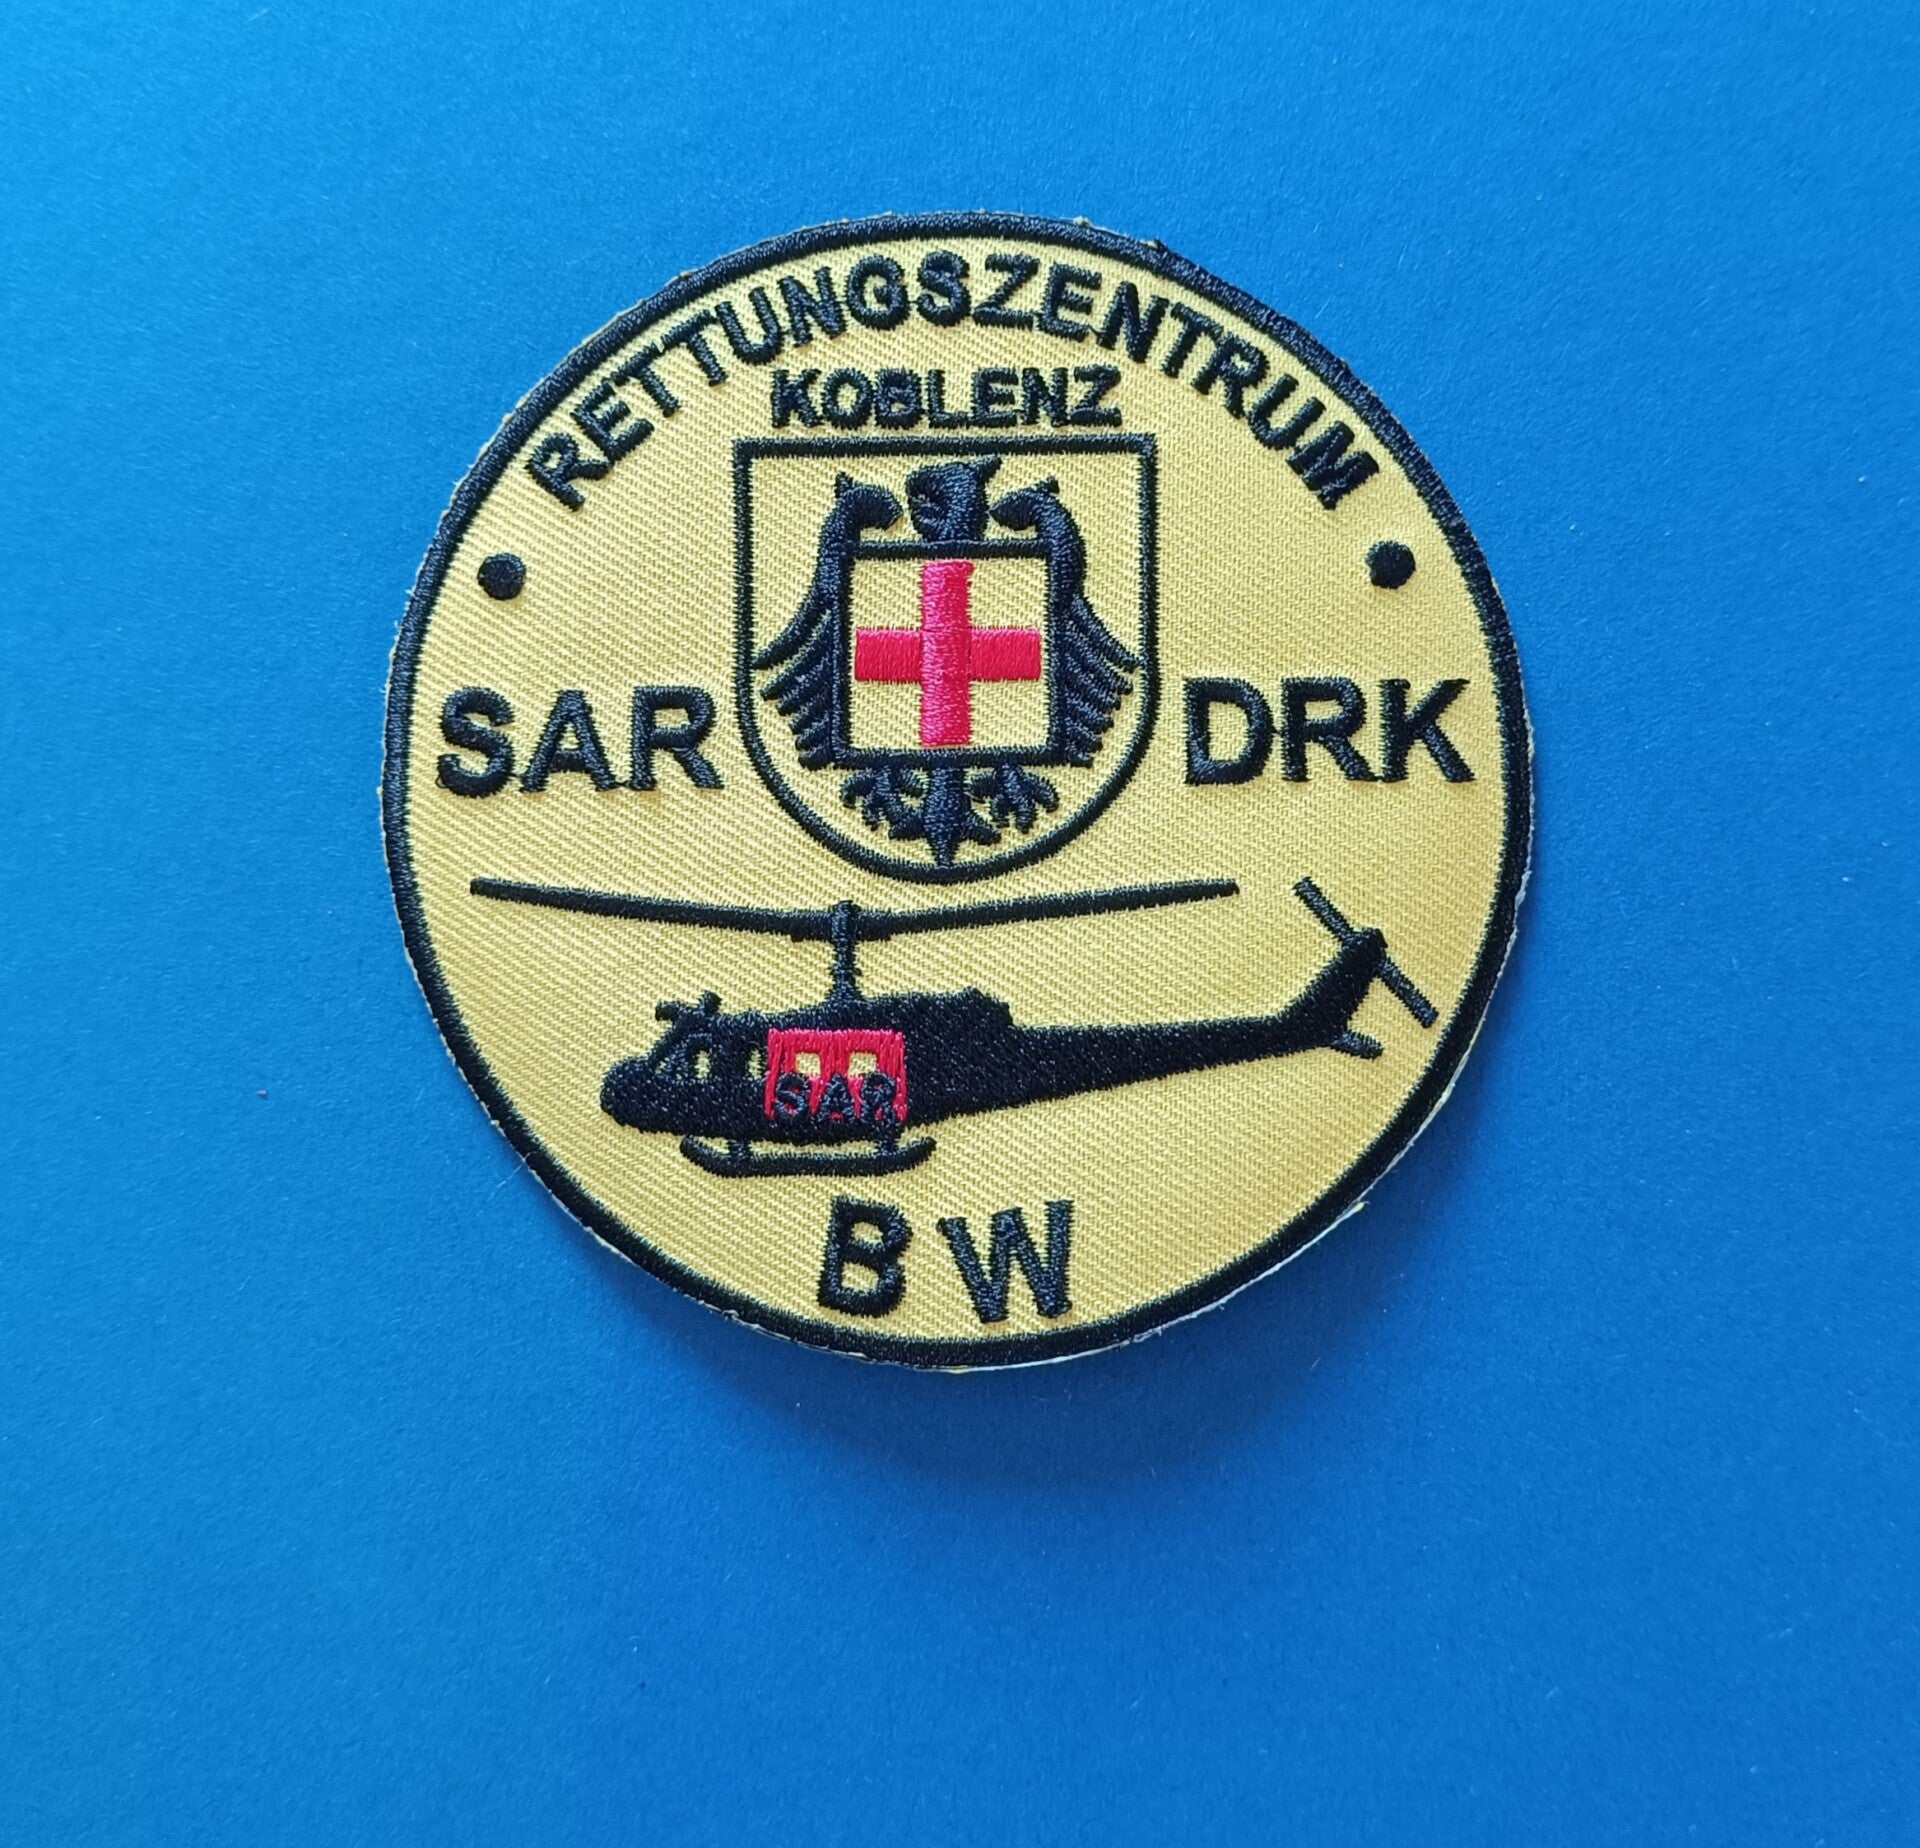 RETTUNGSZENTRUM
KOBLENZ
SAR DRK
SAR
BW